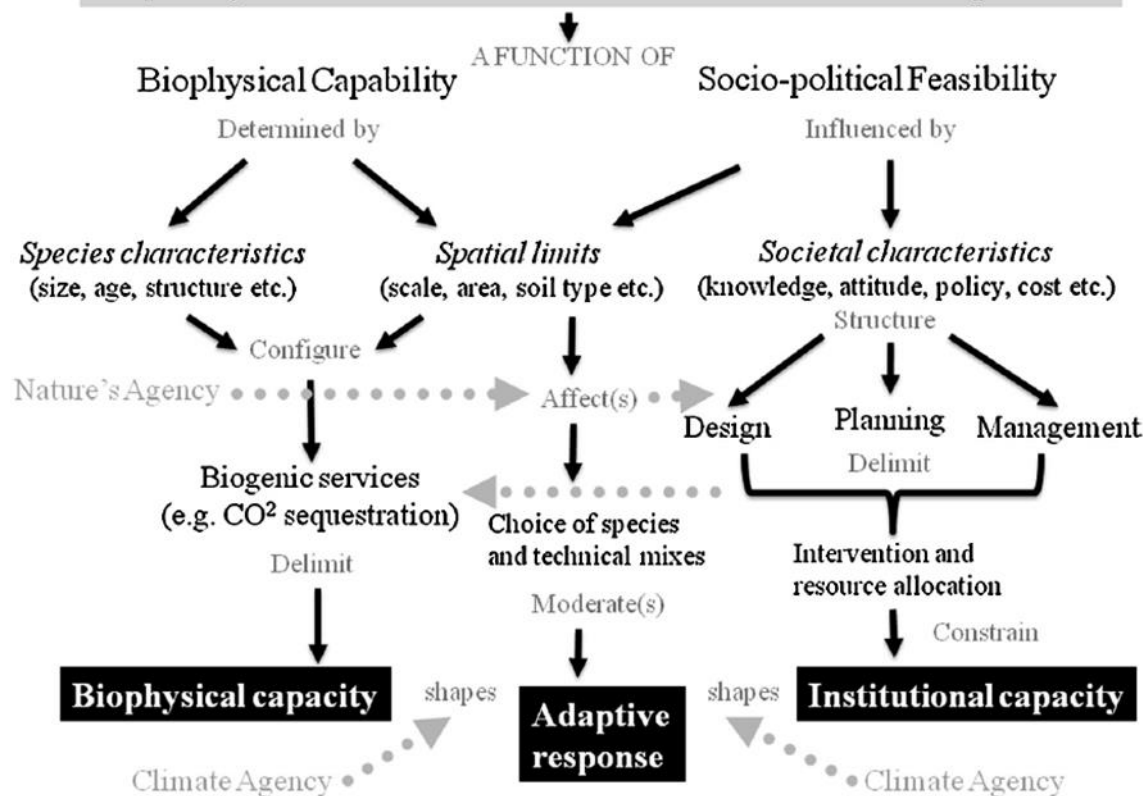 A FUNCTION OF
Biophysical Capability
Socio-political Feasibility
Determined by
Influenced by
Species characteristics
(size, age, structure etc.)
Spatial limits
(scale, area, soil type etc.)
Societal characteristics
(knowledge, attitude, policy, cost etc.)
Structure
Configure
Nature's Agency
Affect(s)
Design
Planning
Management
Delimit
Biogenic services
(e.g. CO² sequestration)
Choice of species
and technical mixes
Intervention and
resource allocation
Delimit
Moderate(s)
Constrain
Biophysical capacity
shapes
Adaptive
response
shapes
Institutional capacity
Climate Agency
Climate Agency